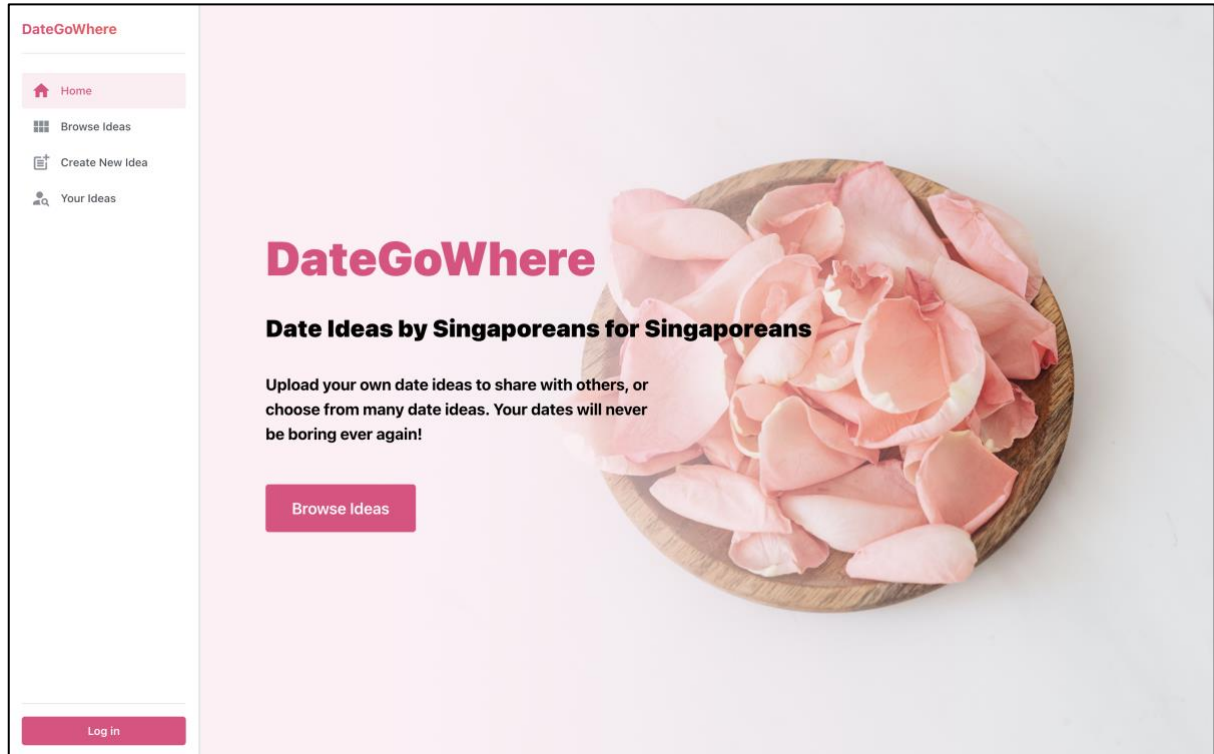 DateGoWhere
Home
Browse Ideas
Create New Idea
Your Ideas
Log in
DateGoWhere
Date Ideas by Singaporeans for Singaporeans
Upload your own date ideas to share with others, or
choose from many date ideas. Your dates will never
be boring ever again!
Browse Ideas